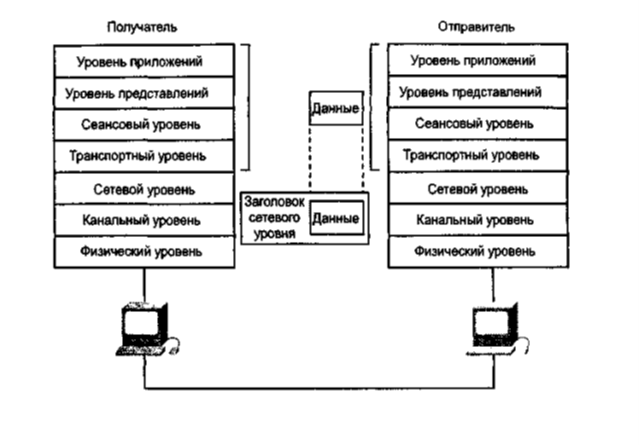 Получатель
Уровень приложений
Уровень представлений
Сеансовый уровень
Транспортный уровень
Сетевой уровень
Канальный уровень
Физический уровень
Данные
Заголовок
сетевого
уровня
Данные
Отправитель
Уровень приложений
Уровень представлений
Сеансовый уровень
Транспортный уровень
Сетевой уровень
Канальный уровень
Физический уровень